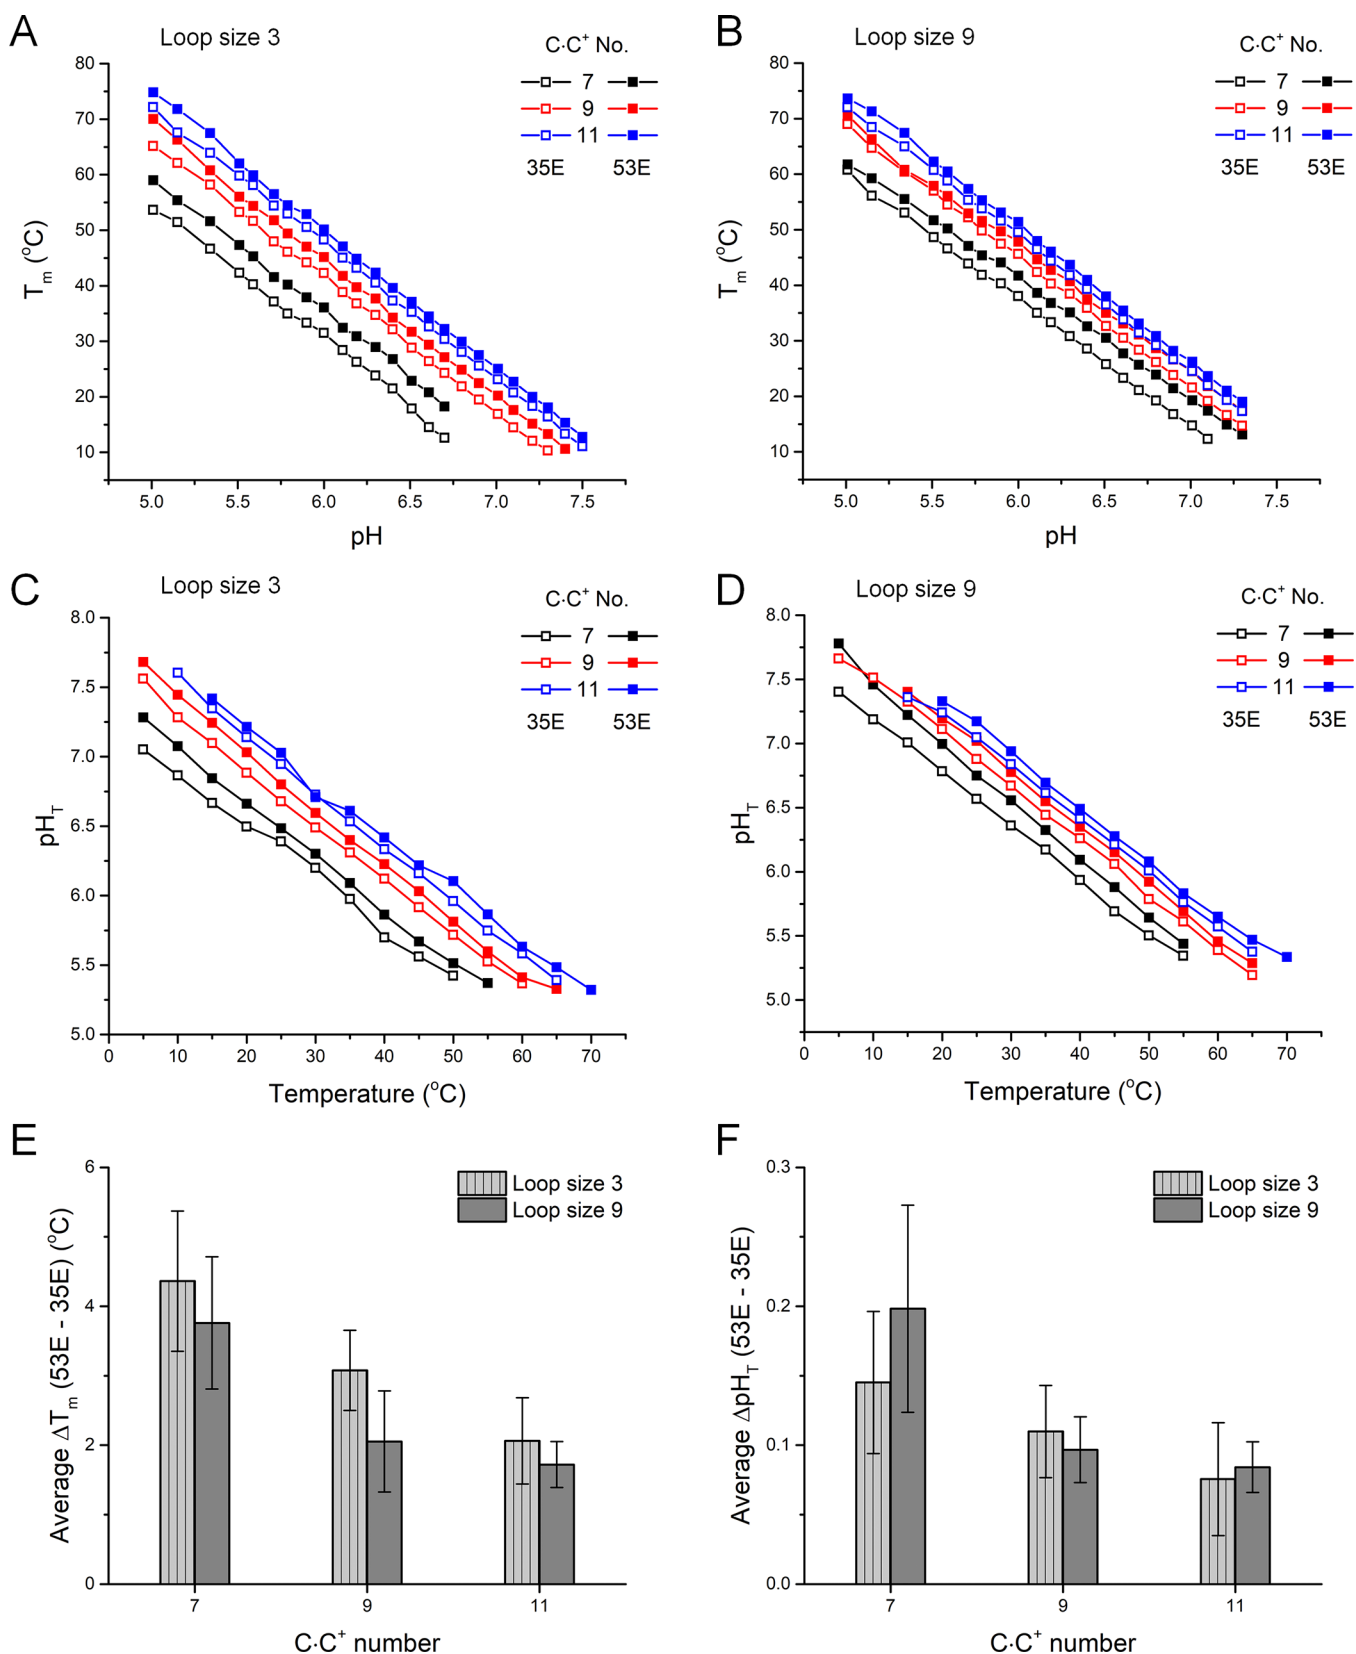 A
Loop size 3
C·C⁺ No.
7
9
11
35E 53E
80
70
60
50
40
30
20
10
Tₘ (°C)
5.0 5.5 6.0 6.5 7.0 7.5
pH
B
Loop size 9
C·C⁺ No.
7
9
11
35E 53E
80
70
60
50
40
30
20
10
Tₘ (°C)
5.0 5.5 6.0 6.5 7.0 7.5
pH
C
Loop size 3
C·C⁺ No.
7
9
11
35E 53E
8.0
7.5
7.0
6.5
6.0
5.5
5.0
pH_T
0 10 20 30 40 50 60 70
Temperature (°C)
D
Loop size 9
C·C⁺ No.
7
9
11
35E 53E
8.0
7.5
7.0
6.5
6.0
5.5
5.0
pH_T
0 10 20 30 40 50 60 70
Temperature (°C)
E
Loop size 3
Loop size 9
6
4
2
0
Average ΔTₘ (53E - 35E) (°C)
7 9 11
C·C⁺ number
F
Loop size 3
Loop size 9
0.3
0.2
0.1
0.0
Average ΔpH_T (53E - 35E)
7 9 11
C·C⁺ number